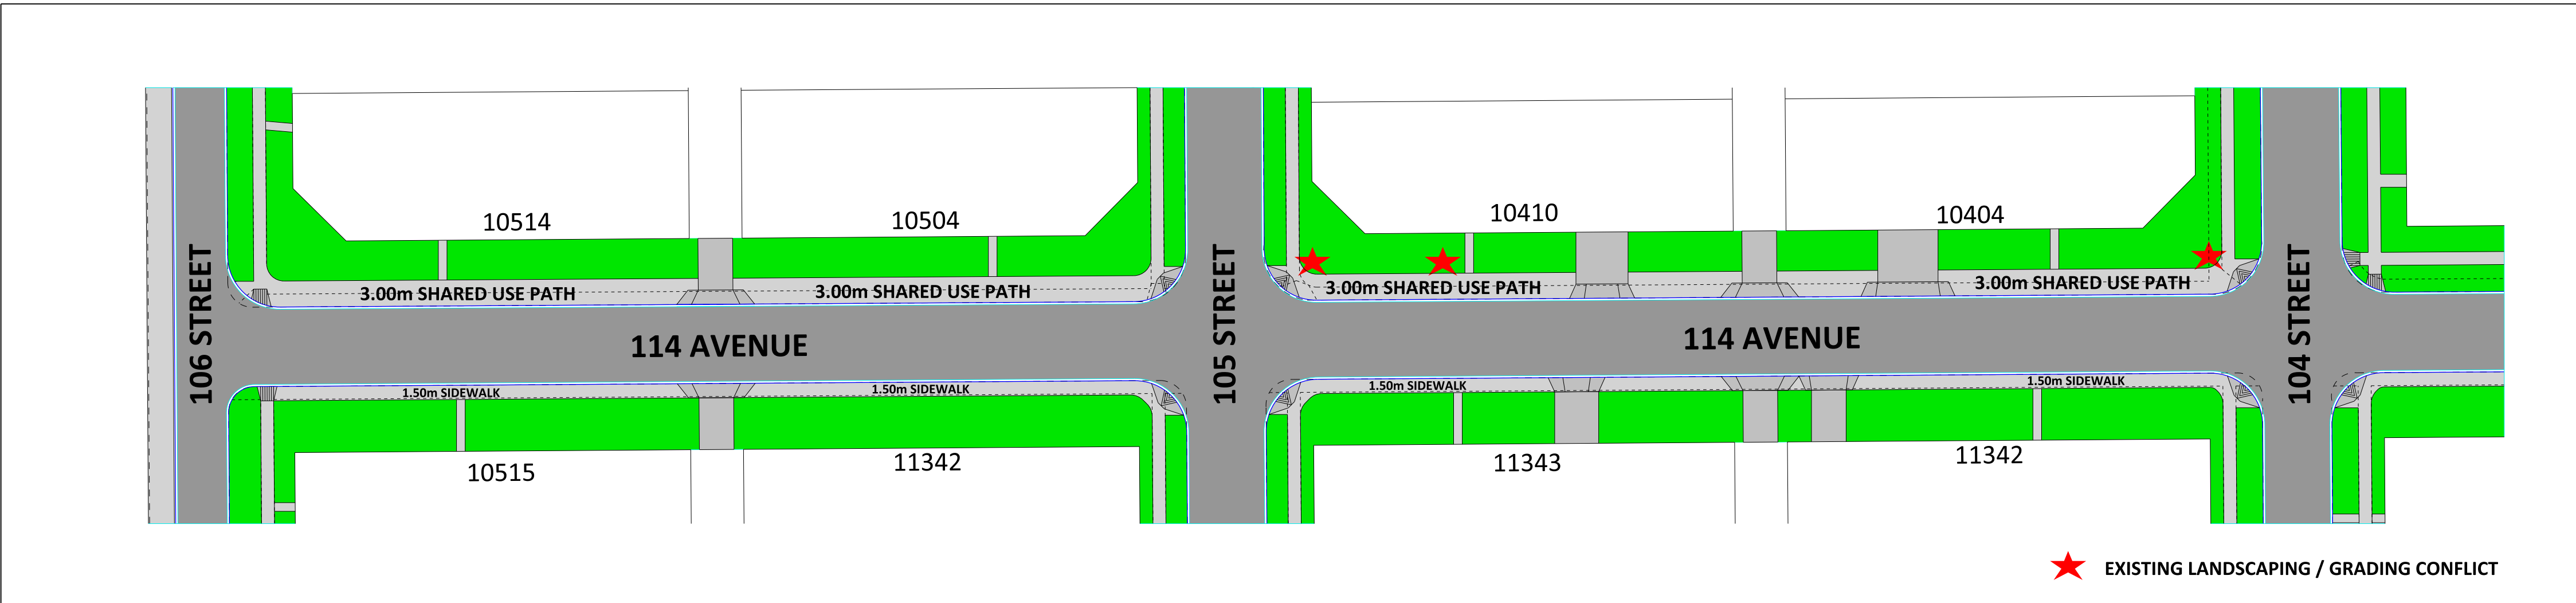 10514
10504
10410
10404
3.00m SHARED USE PATH
3.00m SHARED USE PATH
3.00m SHARED USE PATH
3.00m SHARED USE PATH
106 STREET
114 AVENUE
105 STREET
114 AVENUE
104 STREET
1.50m SIDEWALK
1.50m SIDEWALK
1.50m SIDEWALK
1.50m SIDEWALK
10515
11342
11343
11342
EXISTING LANDSCAPING / GRADING CONFLICT